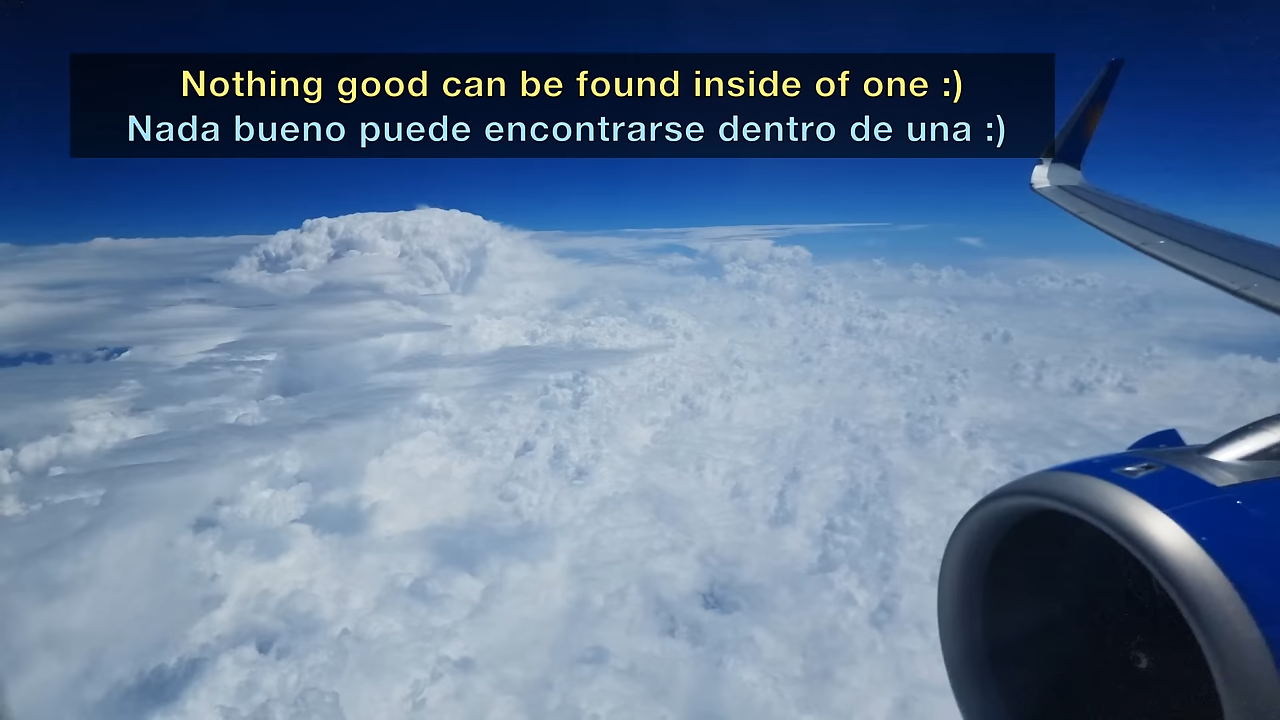 Nothing good can be found inside of one :)
Nada bueno puede encontrarse dentro de una :)